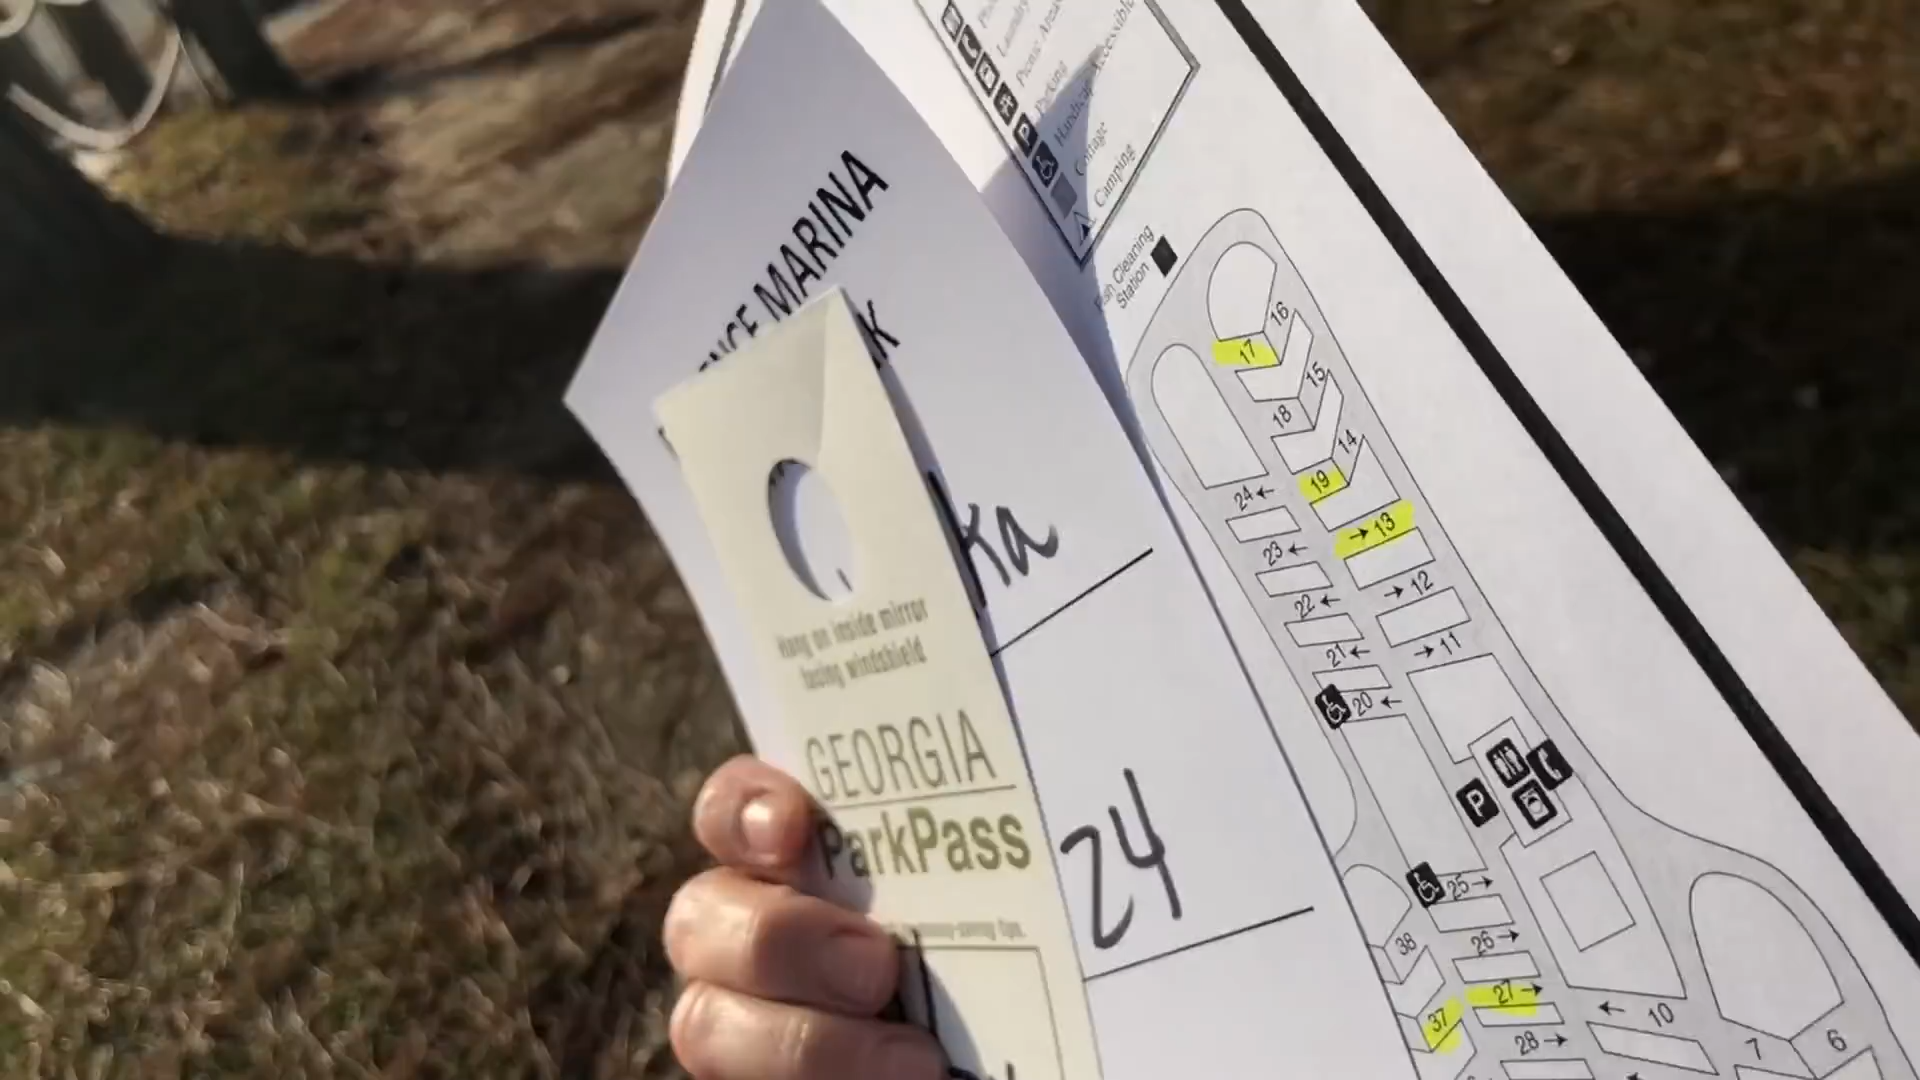 MARINA
Ka
24
Hang on inside mirror
facing windshield
GEORGIA
ParkPass
Laundry
Picnic Areas
Parking
Handicap Accessible
Cottage
Camping
Fish Cleaning
Station
16
17
15
18
14
19
13
24
23
12
22
11
21
20
P
25
26
38
27
37
28
10
7
6